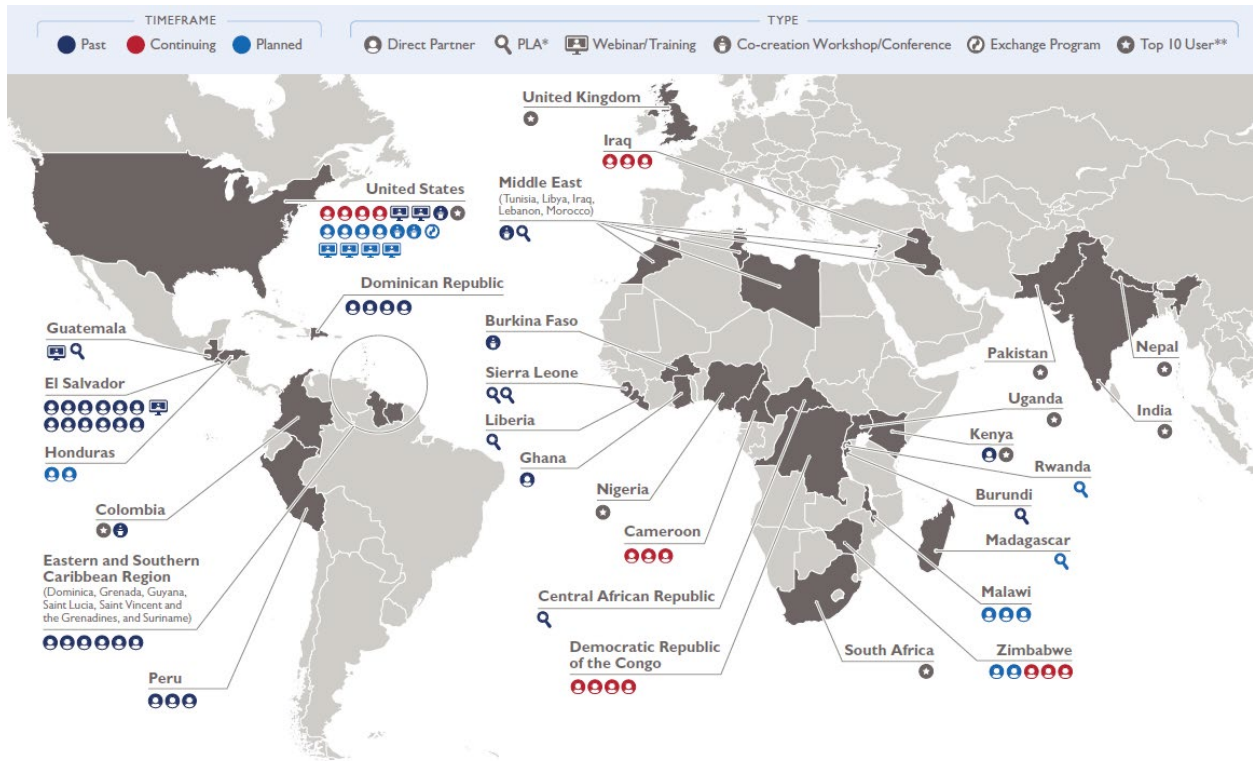 TIMEFRAME
Past
Continuing
Planned
TYPE
Direct Partner
PLA*
Webinar/Training
Co-creation Workshop/Conference
Exchange Program
Top 10 User**
United Kingdom
Iraq
Middle East
(Tunisia, Libya, Iraq,
Lebanon, Morocco)
United States
Dominican Republic
Guatemala
El Salvador
Honduras
Colombia
Eastern and Southern
Caribbean Region
(Dominica, Grenada, Guyana,
Saint Lucia, Saint Vincent and
the Grenadines, and Suriname)
Peru
Burkina Faso
Sierra Leone
Liberia
Ghana
Nigeria
Cameroon
Central African Republic
Democratic Republic
of the Congo
Pakistan
Nepal
Uganda
India
Kenya
Rwanda
Burundi
Madagascar
Malawi
South Africa
Zimbabwe